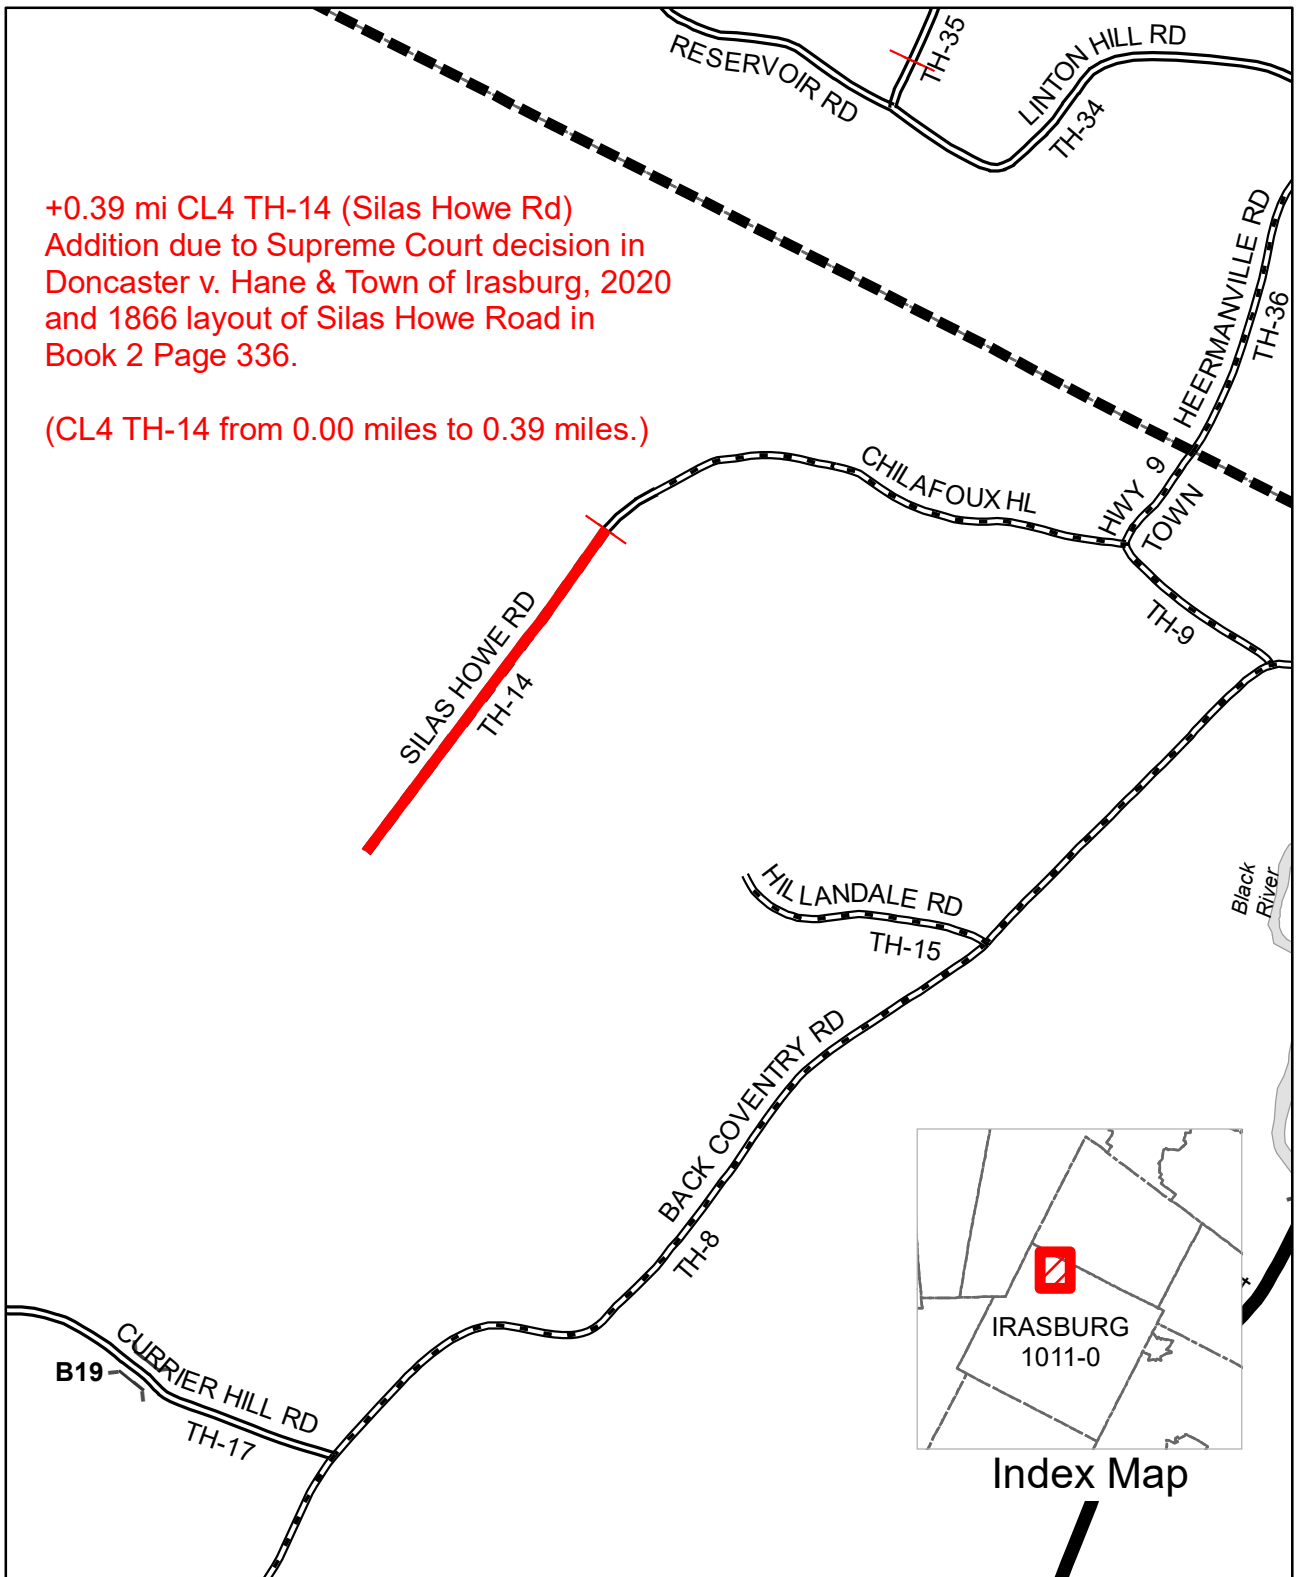 RESERVOIR RD
TH-35
LINTON HILL RD
TH-34
+0.39 mi CL4 TH-14 (Silas Howe Rd)
Addition due to Supreme Court decision in
Doncaster v. Hane & Town of Irasburg, 2020
and 1866 layout of Silas Howe Road in
Book 2 Page 336.
(CL4 TH-14 from 0.00 miles to 0.39 miles.)
HEERMANVILLE RD
TH-36
CHILAFOUX HL
TOWN
HWY 9
TH-9
SILAS HOWE RD
TH-14
HILLANDALE RD
TH-15
Black
River
BACK COVENTRY RD
TH-8
CURRIER HILL RD
B19
TH-17
IRASBURG
1011-0
Index Map